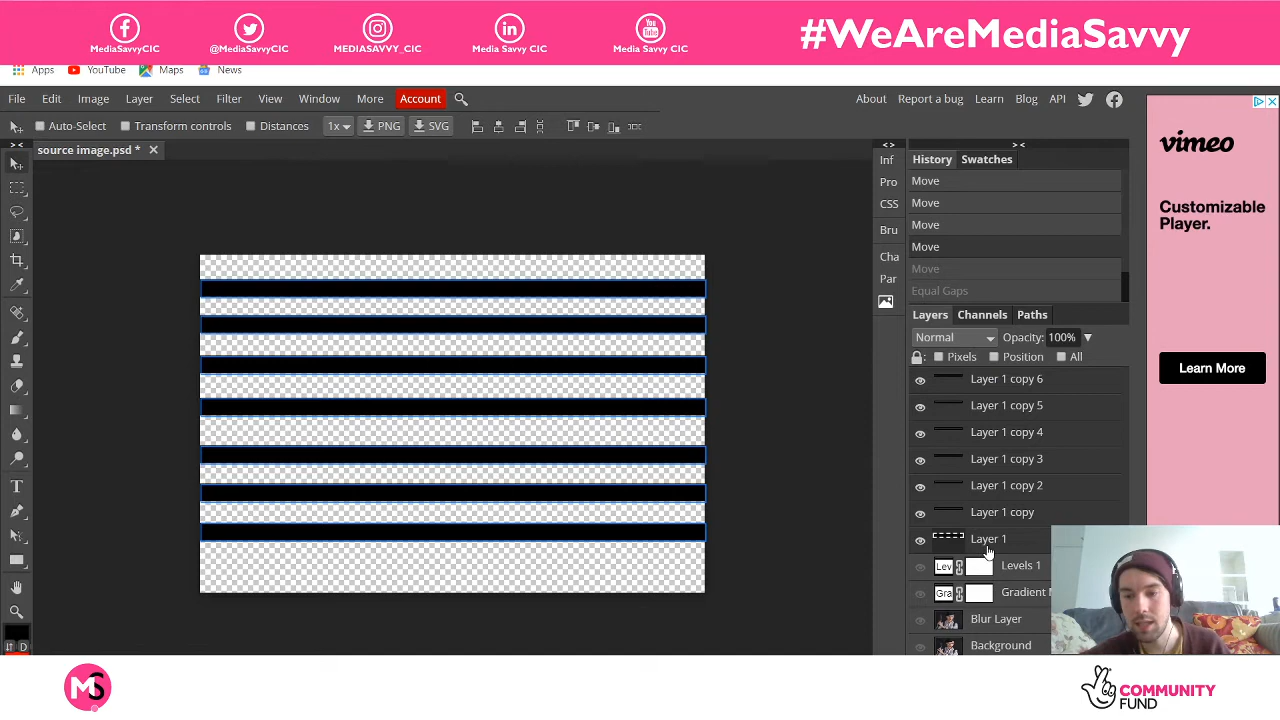 MediaSavvyCIC
@MediaSavvyCIC
MEDIASAVVY_CIC
Media Savvy CIC
You Tube
Media Savvy CIC
#WeAreMediaSavvy
Apps YouTube Maps News
File Edit Image Layer Select Filter View Window More Account
About Report a bug Learn Blog API
Auto-Select Transform controls Distances 1x PNG SVG
source image.psd *
Inf
Pro
CSS
Bru
Cha
Par
History Swatches
Move
Move
Move
Move
Move
Equal Gaps
Layers Channels Paths
Normal Opacity: 100%
Pixels Position All
Layer 1 copy 6
Layer 1 copy 5
Layer 1 copy 4
Layer 1 copy 3
Layer 1 copy 2
Layer 1 copy
Layer 1
Lev Levels 1
Gra Gradient M
Blur Layer
Background
vimeo
Customizable
Player.
Learn More
T
D
MS
COMMUNITY
FUND